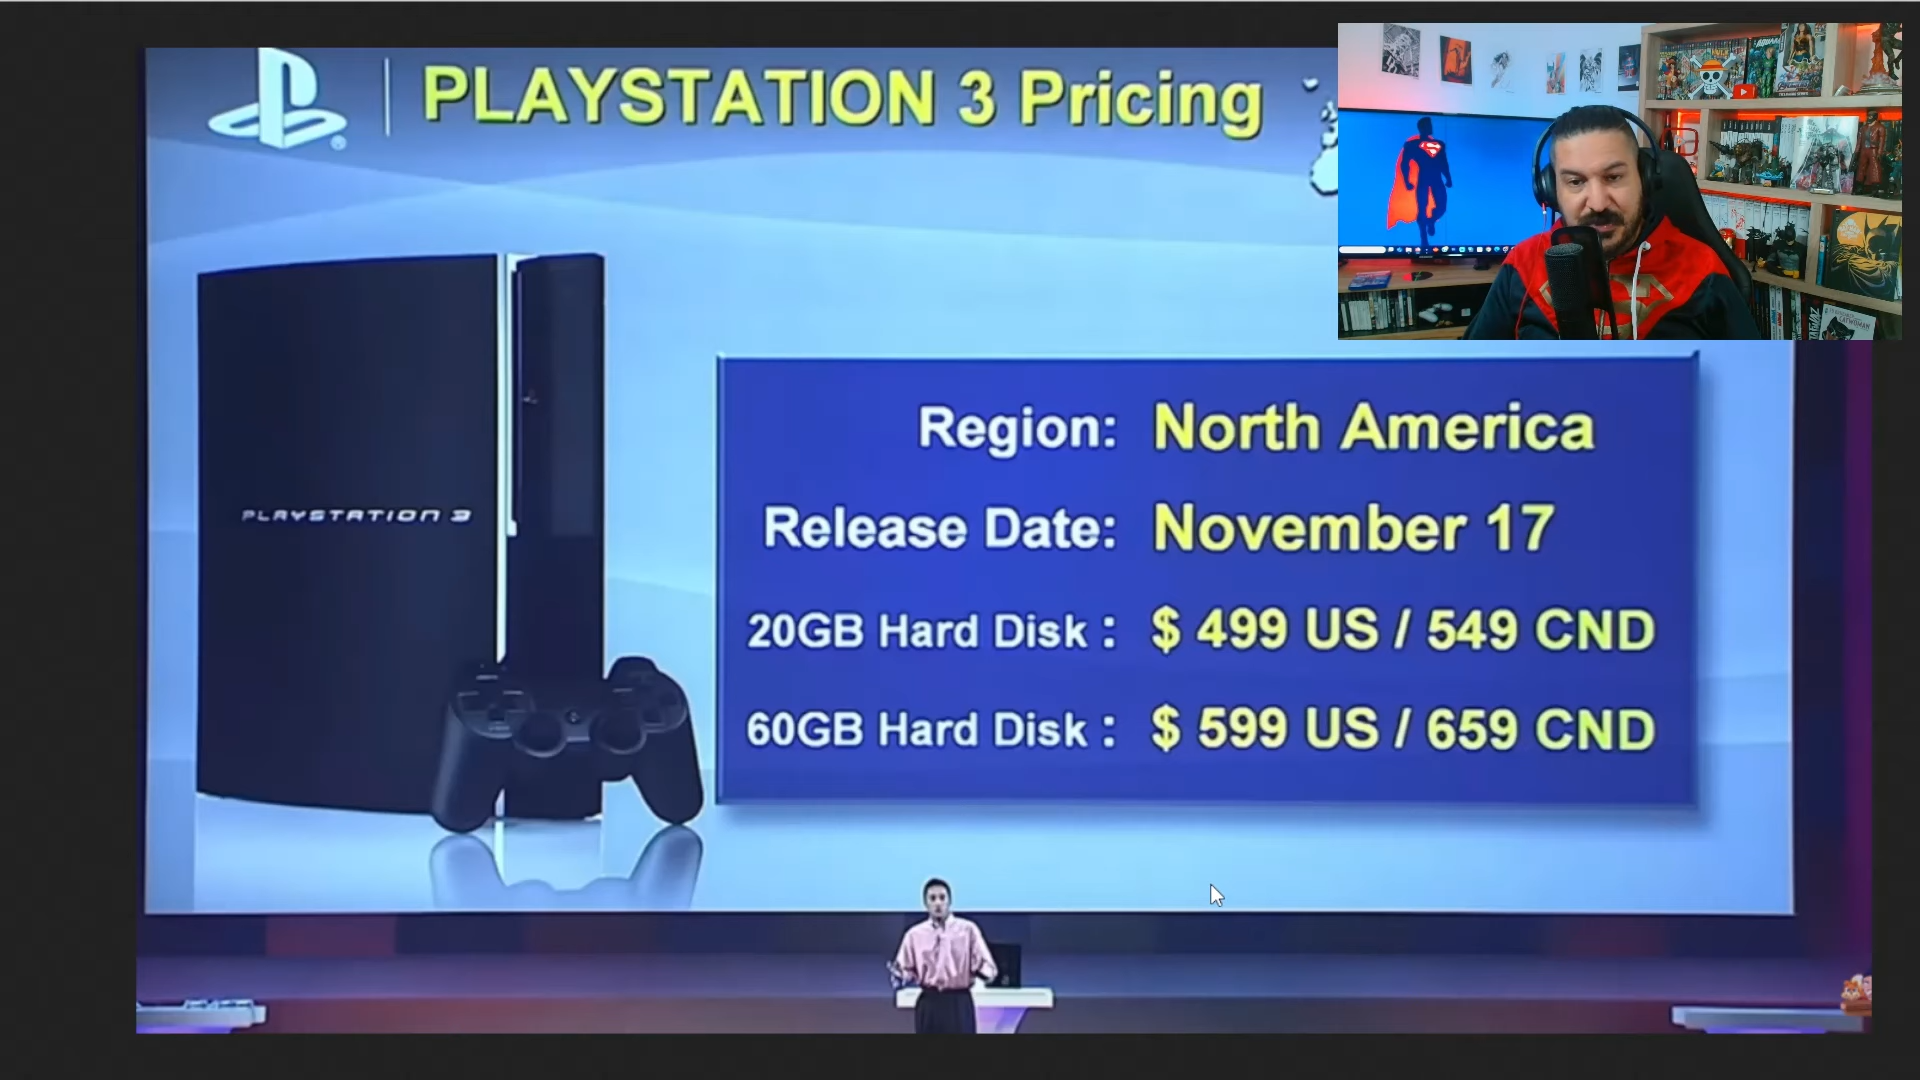 PLAYSTATION 3 Pricing
PLAYSTATION 3
Region: North America
Release Date: November 17
20GB Hard Disk : $ 499 US / 549 CND
60GB Hard Disk : $ 599 US / 659 CND
CATWOMAN